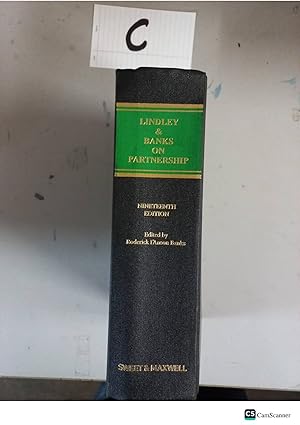 C
LINDLEY
&
BANKS
ON
PARTNERSHIP
NINETEENTH
EDITION
Edited by
Roderick I'Anson Banks
SWEET & MAXWELL
CS CamScanner